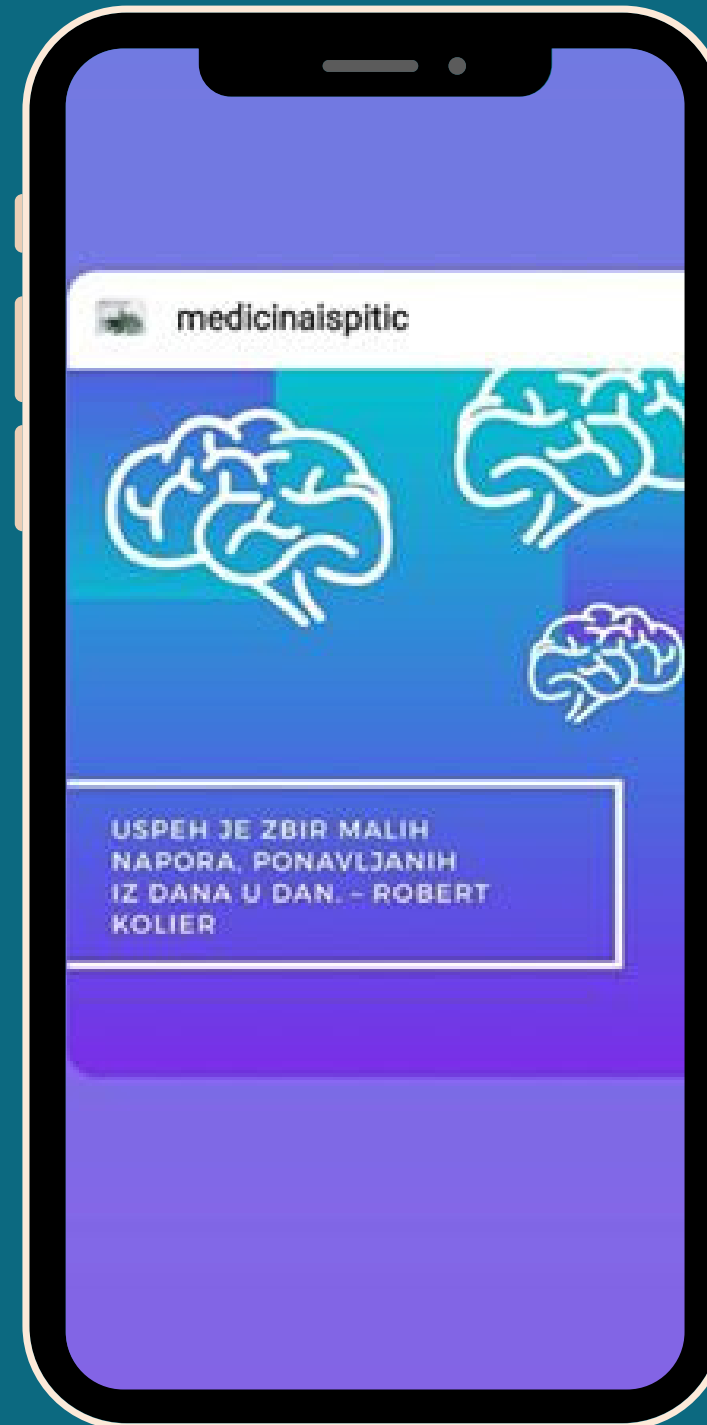 medicinaispitic
USPEH JE ZBIR MALIH
NAPORA, PONAVLJANIH
IZ DANA U DAN. – ROBERT
KOLIER